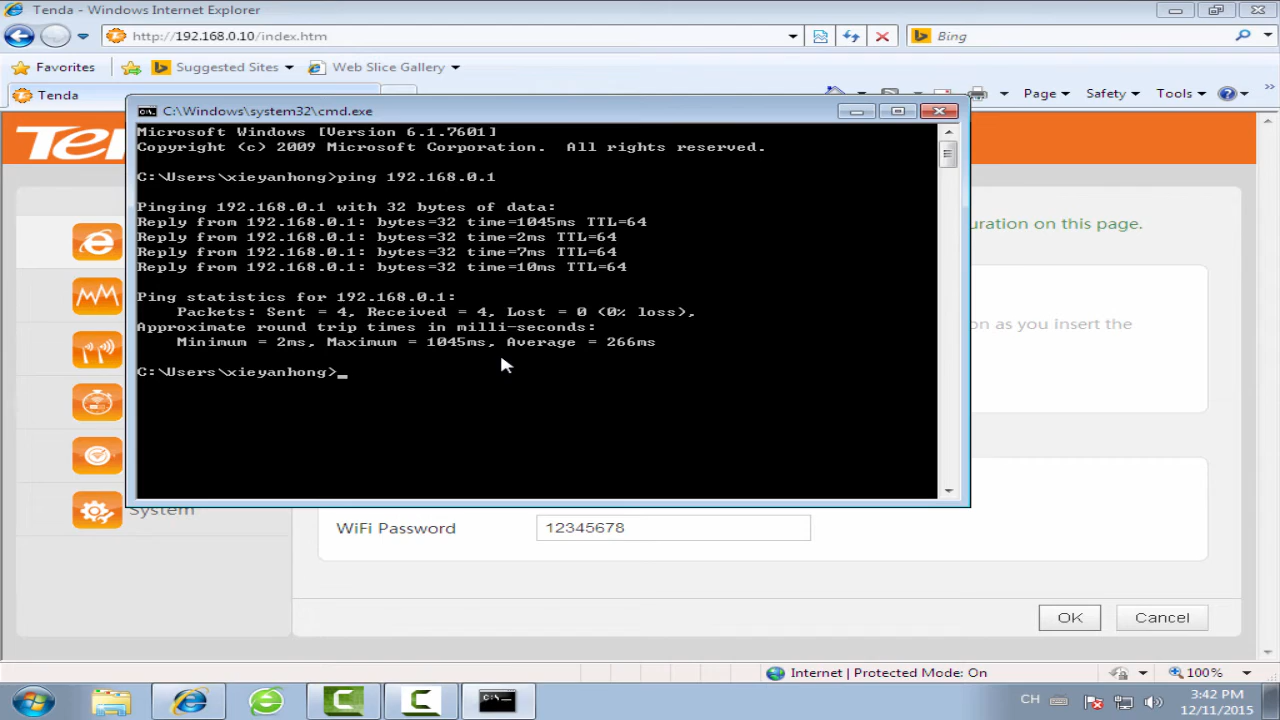 Tenda - Windows Internet Explorer
http://192.168.0.10/index.htm
Bing
Favorites
Suggested Sites
Web Slice Gallery
Tenda
Page
Safety
Tools
C:\Windows\system32\cmd.exe
Microsoft Windows [Version 6.1.7601]
Copyright (c) 2009 Microsoft Corporation.  All rights reserved.
C:\Users\xieyanhong>ping 192.168.0.1
Pinging 192.168.0.1 with 32 bytes of data:
Reply from 192.168.0.1: bytes=32 time=1045ms TTL=64
Reply from 192.168.0.1: bytes=32 time=2ms TTL=64
Reply from 192.168.0.1: bytes=32 time=7ms TTL=64
Reply from 192.168.0.1: bytes=32 time=10ms TTL=64
Ping statistics for 192.168.0.1:
Packets: Sent = 4, Received = 4, Lost = 0 (0% loss),
Approximate round trip times in milli-seconds:
Minimum = 2ms, Maximum = 1045ms, Average = 266ms
C:\Users\xieyanhong>_
uration on this page.
on as you insert the
System
WiFi Password
12345678
OK
Cancel
Internet | Protected Mode: On
100%
CH
3:42 PM
12/11/2015